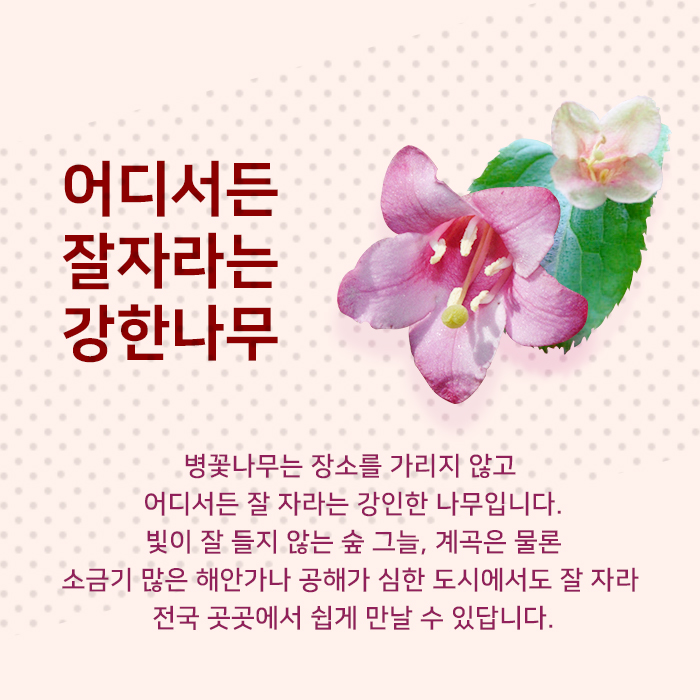 어디서든
잘자라는
강한나무
병꽃나무는 장소를 가리지 않고
어디서든 잘 자라는 강인한 나무입니다.
빛이 잘 들지 않는 숲 그늘, 계곡은 물론
소금기 많은 해안가나 공해가 심한 도시에서도 잘 자라
전국 곳곳에서 쉽게 만날 수 있답니다.